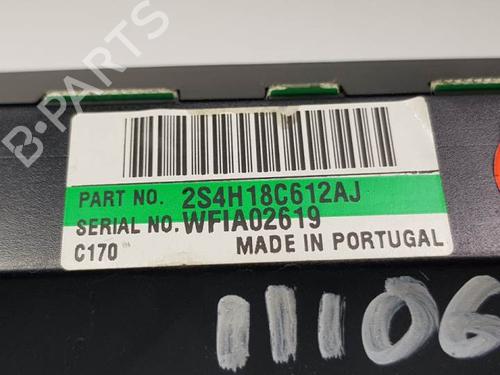 B-PARTS
PART NO. 2S4H18C612AJ
SERIAL NO. WFIA02619
C170 MADE IN PORTUGAL
11106